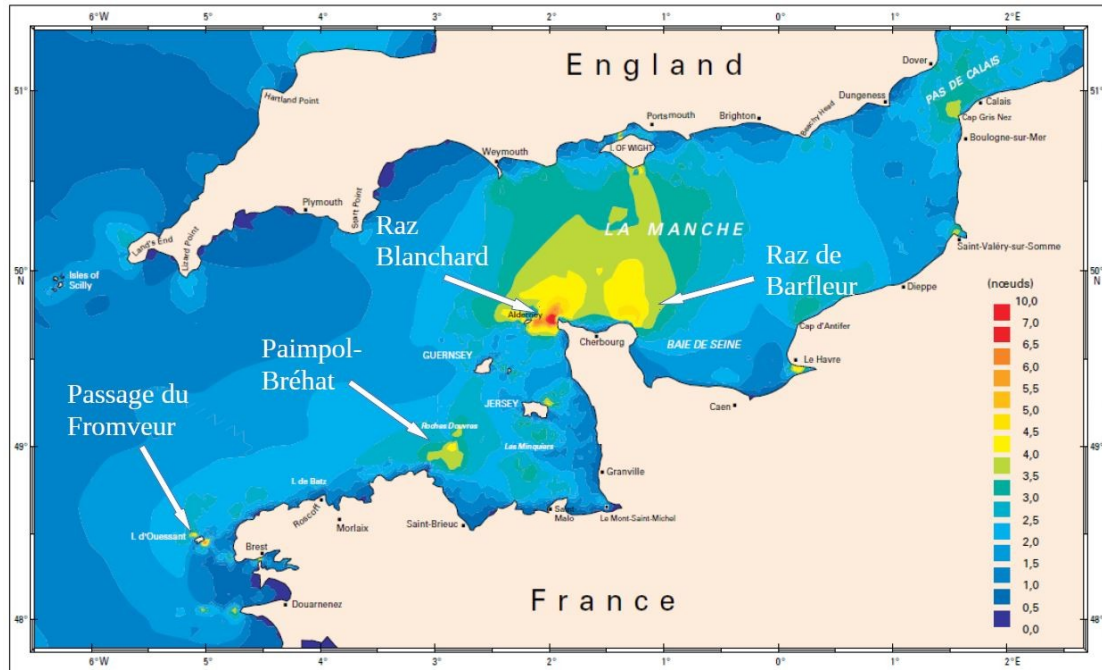 6°W
5°
4°
3°
2°
1°
0°
1°
2°E
51°
50°
N
49°
48°
51°
50°
N
49°
48°
England
Dover
PAS DE CALAIS
Dungeness
Calais
Hartland Point
Beachy Head
Cap Gris Nez
Portsmouth
Brighton
Boulogne-sur-Mer
I. OF WIGHT
Weymouth
Plymouth
Start Point
LA MANCHE
Land's End
Lizard Point
Raz
Blanchard
Raz de
Barfleur
Saint-Valéry-sur-Somme
Isles of
Scilly
Dieppe
(nœuds)
10,0
7,0
6,5
6,0
5,5
5,0
4,5
4,0
3,5
3,0
2,5
2,0
1,5
1,0
0,5
0,0
Alderney
Cap d'Antifer
Cherbourg
BAIE DE SEINE
GUERNSEY
Le Havre
Paimpol-
Bréhat
Passage du
Fromveur
JERSEY
Caen
Roches Douvres
Les Minquiers
Granville
I. de Batz
Roscoff
Morlaix
Saint-Brieuc
Malo
Le Mont-Saint-Michel
I. d'Ouessant
Brest
Douarnenez
France
6°W
5°
4°
3°
2°
1°
0°
1°
2°E